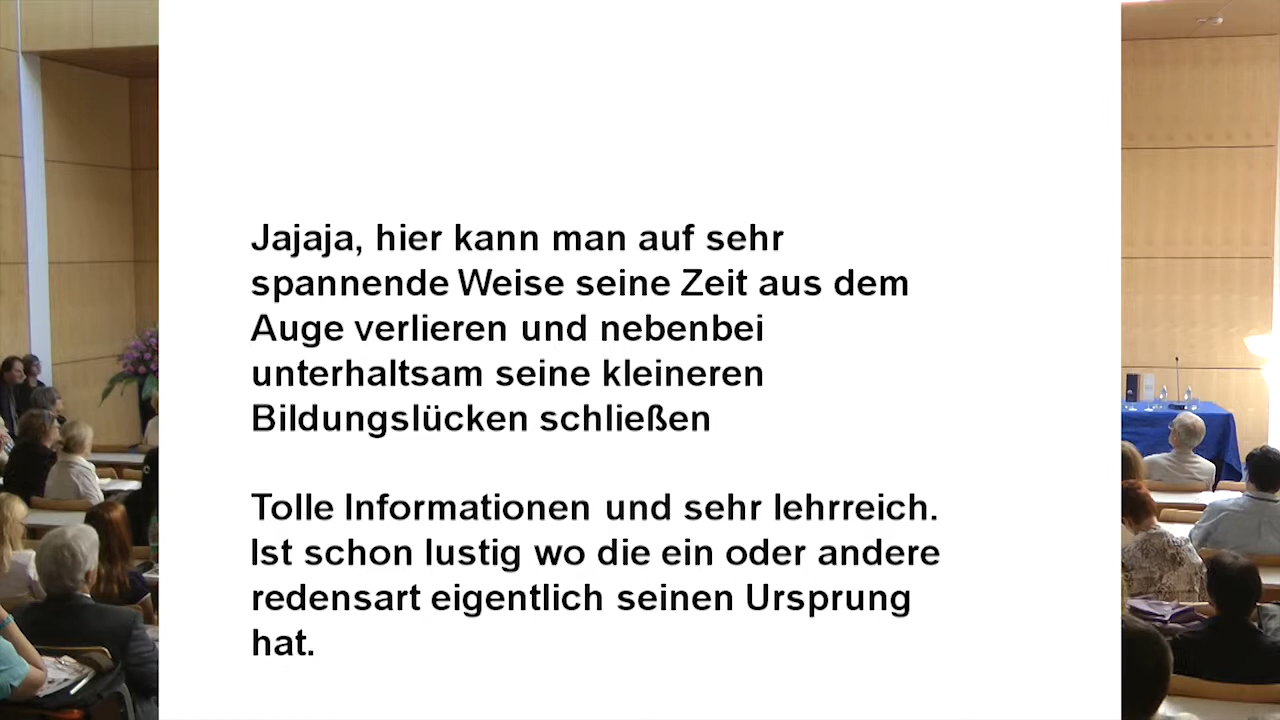 Jajaja, hier kann man auf sehr
spannende Weise seine Zeit aus dem
Auge verlieren und nebenbei
unterhaltsam seine kleineren
Bildungslücken schließen
Tolle Informationen und sehr lehrreich.
Ist schon lustig wo die ein oder andere
redensart eigentlich seinen Ursprung
hat.